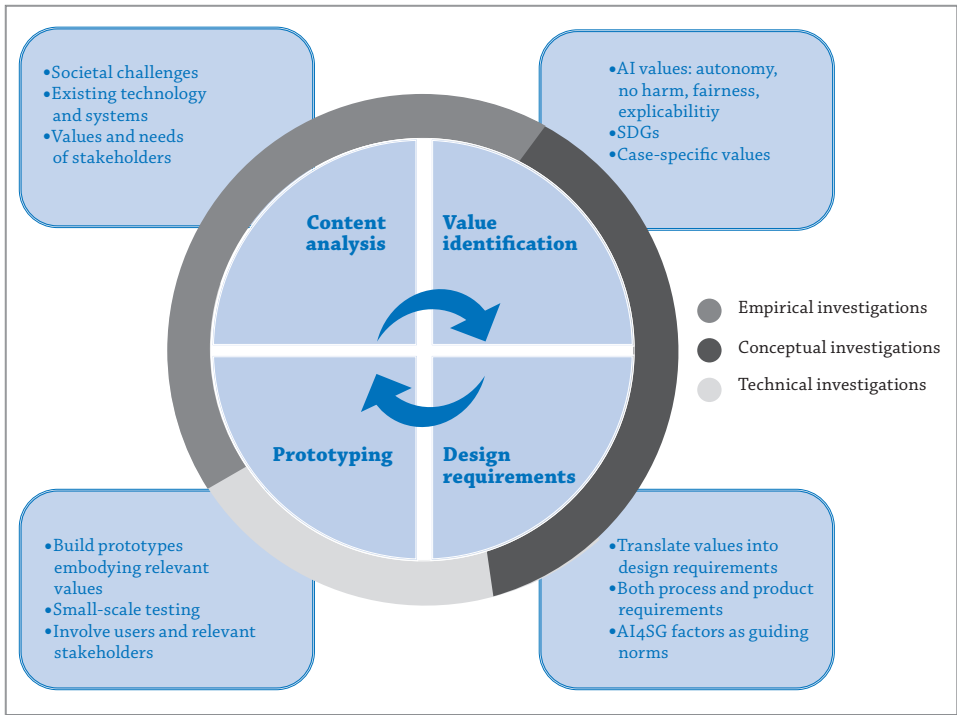 •Societal challenges
•Existing technology
and systems
•Values and needs
of stakeholders
•AI values: autonomy,
no harm, fairness,
explicabilitiy
•SDGs
•Case-specific values
Content
analysis
Value
identification
Empirical investigations
Conceptual investigations
Technical investigations
Prototyping
Design
requirements
•Build prototypes
embodying relevant
values
•Small-scale testing
•Involve users and relevant
stakeholders
•Translate values into
design requirements
•Both process and product
requirements
•AI4SG factors as guiding
norms